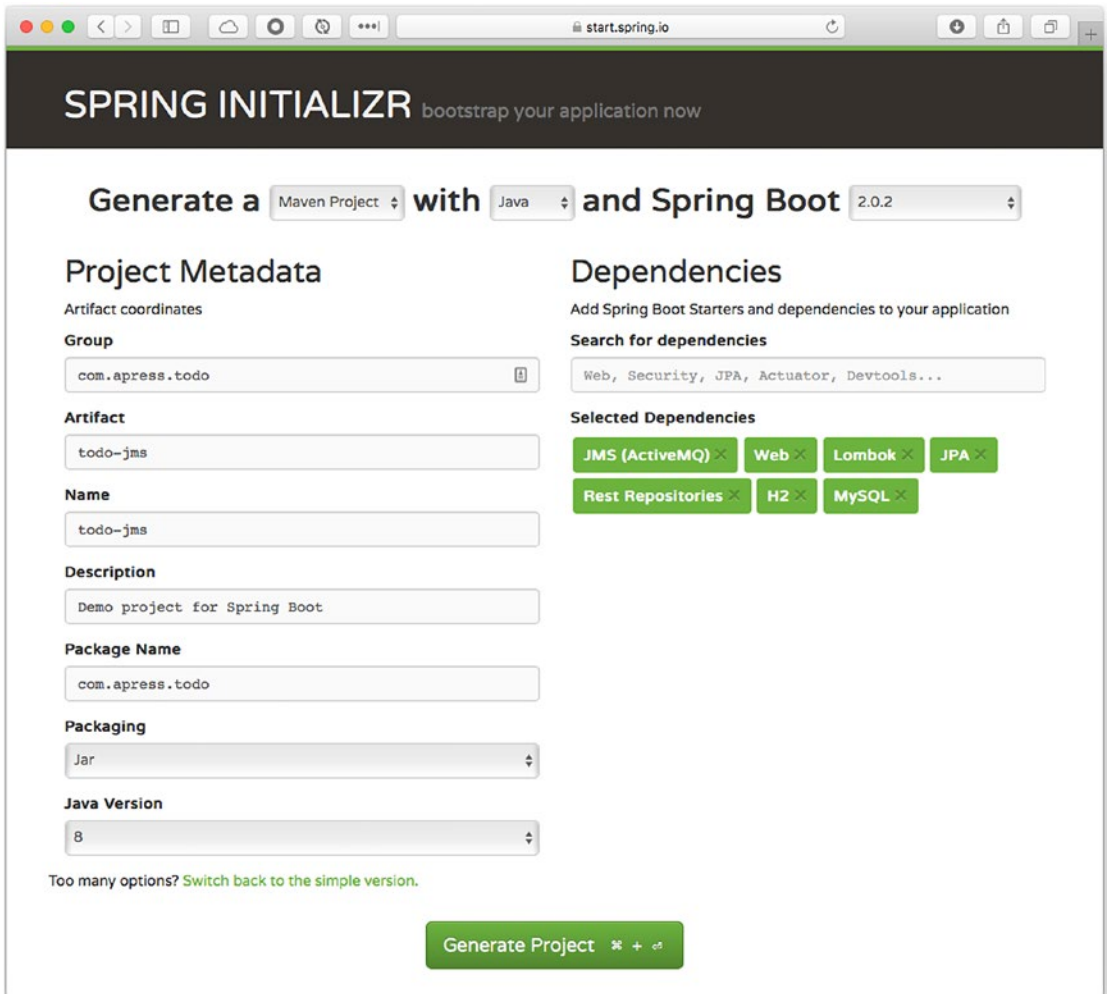 start.spring.io
SPRING INITIALIZR bootstrap your application now
Generate a Maven Project with Java and Spring Boot 2.0.2
Project Metadata
Artifact coordinates
Group
com.apress.todo
Artifact
todo-jms
Name
todo-jms
Description
Demo project for Spring Boot
Package Name
com.apress.todo
Packaging
Jar
Java Version
8
Too many options? Switch back to the simple version.
Dependencies
Add Spring Boot Starters and dependencies to your application
Search for dependencies
Web, Security, JPA, Actuator, Devtools...
Selected Dependencies
JMS (ActiveMQ) × Web × Lombok × JPA ×
Rest Repositories × H2 × MySQL ×
Generate Project ⌘ + ⏎